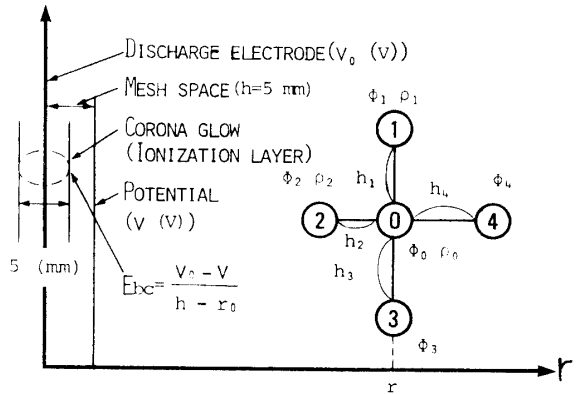 DISCHARGE ELECTRODE(V₀ (V))
MESH SPACE(h=5 mm)
CORONA GLOW
(IONIZATION LAYER)
POTENTIAL
(V (V))
5 (mm)
Ebc= V₀ - V
h - r₀
Φ₁ ρ₁
1
h₁
Φ₂ ρ₂
h₄
Φ₄
2
0
4
h₂
Φ₀ ρ₀
h₃
3
Φ₃
r
r